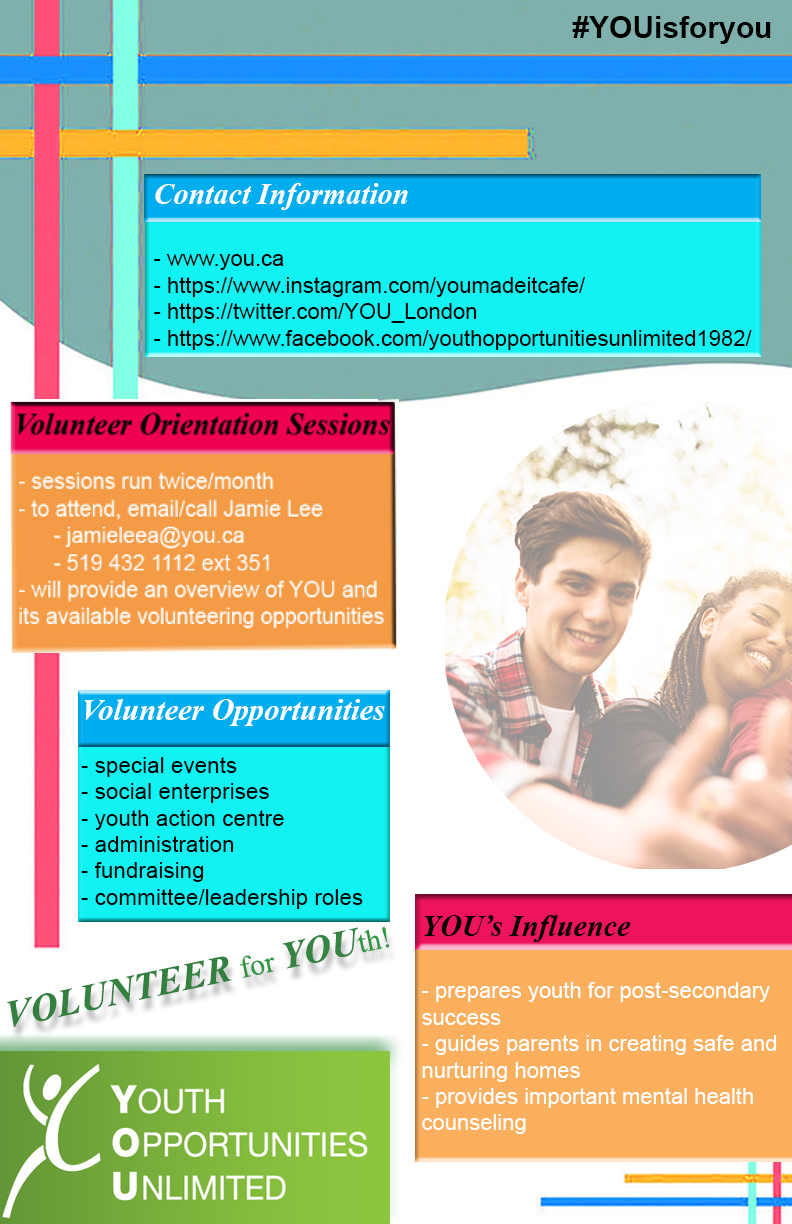 #YOUisforyou
Contact Information
- www.you.ca
- https://www.instagram.com/youmadeitcafe/
- https://twitter.com/YOU_London
- https://www.facebook.com/youthopportunitiesunlimited1982/
Volunteer Orientation Sessions
- sessions run twice/month
- to attend, email/call Jamie Lee
- jamieleea@you.ca
- 519 432 1112 ext 351
- will provide an overview of YOU and
its available volunteering opportunities
Volunteer Opportunities
- special events
- social enterprises
- youth action centre
- administration
- fundraising
- committee/leadership roles
VOLUNTEER for YOUth!
YOUTH
OPPORTUNITIES
UNLIMITED
YOU's Influence
- prepares youth for post-secondary
success
- guides parents in creating safe and
nurturing homes
- provides important mental health
counseling